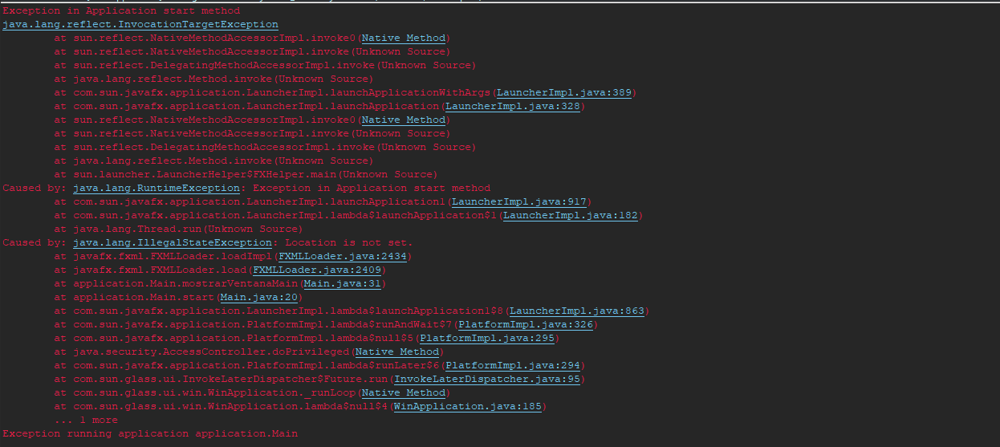 Exception in Application start method
java.lang.reflect.InvocationTargetException
at sun.reflect.NativeMethodAccessorImpl.invoke0(Native Method)
at sun.reflect.NativeMethodAccessorImpl.invoke(Unknown Source)
at sun.reflect.DelegatingMethodAccessorImpl.invoke(Unknown Source)
at java.lang.reflect.Method.invoke(Unknown Source)
at com.sun.javafx.application.LauncherImpl.launchApplicationWithArgs(LauncherImpl.java:389)
at com.sun.javafx.application.LauncherImpl.launchApplication(LauncherImpl.java:328)
at sun.reflect.NativeMethodAccessorImpl.invoke0(Native Method)
at sun.reflect.NativeMethodAccessorImpl.invoke(Unknown Source)
at sun.reflect.DelegatingMethodAccessorImpl.invoke(Unknown Source)
at java.lang.reflect.Method.invoke(Unknown Source)
at sun.launcher.LauncherHelper$FXHelper.main(Unknown Source)
Caused by: java.lang.RuntimeException: Exception in Application start method
at com.sun.javafx.application.LauncherImpl.launchApplication1(LauncherImpl.java:917)
at com.sun.javafx.application.LauncherImpl.lambda$launchApplication$1(LauncherImpl.java:182)
at java.lang.Thread.run(Unknown Source)
Caused by: java.lang.IllegalStateException: Location is not set.
at javafx.fxml.FXMLLoader.loadImpl(FXMLLoader.java:2434)
at javafx.fxml.FXMLLoader.load(FXMLLoader.java:2409)
at application.Main.mostrarVentanaMain(Main.java:31)
at application.Main.start(Main.java:20)
at com.sun.javafx.application.LauncherImpl.lambda$launchApplication1$8(LauncherImpl.java:863)
at com.sun.javafx.application.PlatformImpl.lambda$runAndWait$7(PlatformImpl.java:326)
at com.sun.javafx.application.PlatformImpl.lambda$null$5(PlatformImpl.java:295)
at java.security.AccessController.doPrivileged(Native Method)
at com.sun.javafx.application.PlatformImpl.lambda$runLater$6(PlatformImpl.java:294)
at com.sun.glass.ui.InvokeLaterDispatcher$Future.run(InvokeLaterDispatcher.java:95)
at com.sun.glass.ui.win.WinApplication._runLoop(Native Method)
at com.sun.glass.ui.win.WinApplication.lambda$null$4(WinApplication.java:185)
... 1 more
Exception running application application.Main